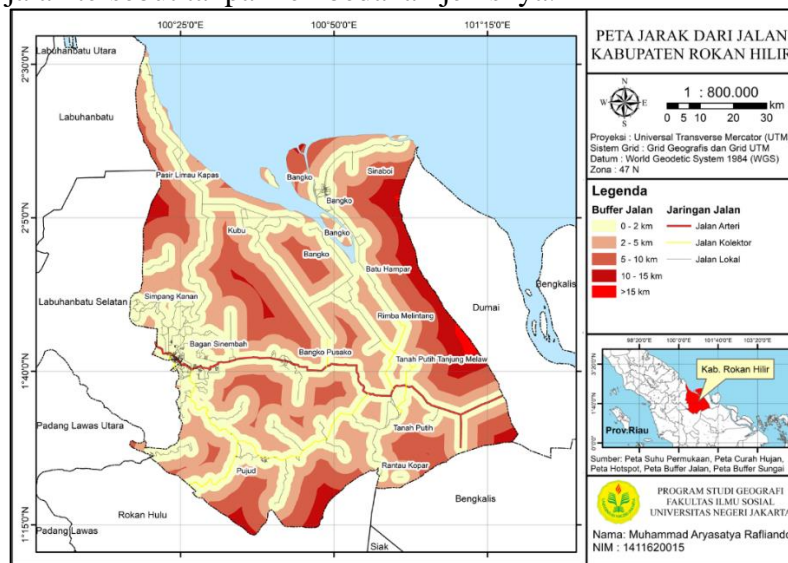 100°25'E 100°50'E 101°15'E
Labuhanbatu Utara
2°30'N
Labuhanbatu
Pasir Limau Kapas
Bangko
Sinaboi
Bangko
2°5'N
Kubu
Bangko
Bangko
Batu Hampar
Labuhanbatu Selatan
Simpang Kanan
Bengkalis
Dumai
Rimba Melintang
Bagan Sinembah
Bangko Pusako
Tanah Putih Tanjung Melaw
1°40'0"N
Padang Lawas Utara
Tanah Putih
Pujud
Rantau Kopar
Bengkalis
Rokan Hulu
1°15'N
Padang Lawas
Siak
PETA JARAK DARI JALAN
KABUPATEN ROKAN HILIR
N
W E
S
1 : 800.000
km
0 5 10 20 30
Proyeksi : Universal Transverse Mercator (UTM
Sistem Grid : Grid Geografis dan Grid UTM
Datum : World Geodetic System 1984 (WGS)
Zona : 47 N
Legenda
Buffer Jalan Jaringan Jalan
0 - 2 km Jalan Arteri
2 - 5 km Jalan Kolektor
5 - 10 km Jalan Lokal
10 - 15 km
>15 km
98°20'0"E 100°0'0"E 101°40'0"E 103°20'0"E
Kab. Rokan Hilir
Prov.Riau
Sumber: Peta Suhu Permukaan, Peta Curah Hujan,
Peta Hotspot, Peta Buffer Jalan, Peta Buffer Sungai
PROGRAM STUDI GEOGRAFI
FAKULTAS ILMU SOSIAL
UNIVERSITAS NEGERI JAKARTA
Nama: Muhammad Aryasatya Rafliando
NIM : 1411620015